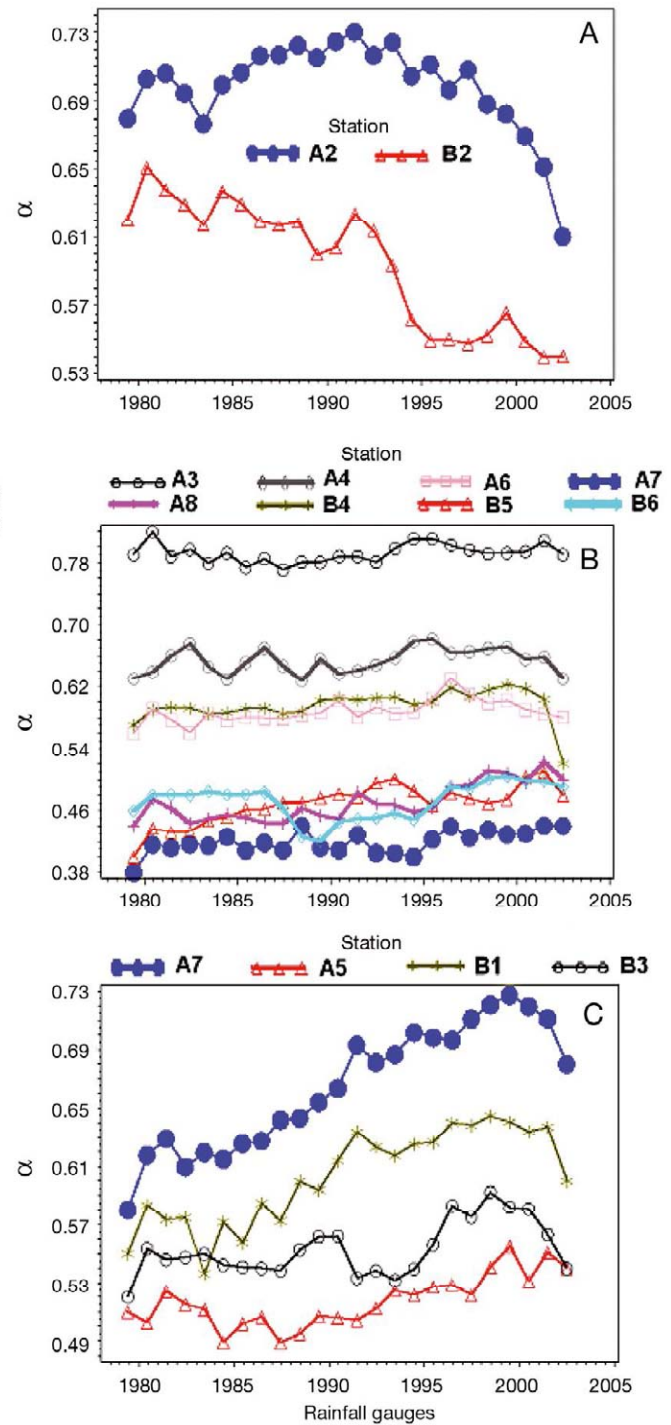 A
0.73
0.69
0.65
0.61
0.57
0.53
α
Station
A2 B2
1980 1985 1990 1995 2000 2005
Station
A3 A4 A6 A7
A8 B4 B5 B6
B
0.78
0.70
0.62
0.54
0.46
0.38
α
1980 1985 1990 1995 2000 2005
Station
A7 A5 B1 B3
C
0.73
0.69
0.65
0.61
0.57
0.53
0.49
α
1980 1985 1990 1995 2000 2005
Rainfall gauges